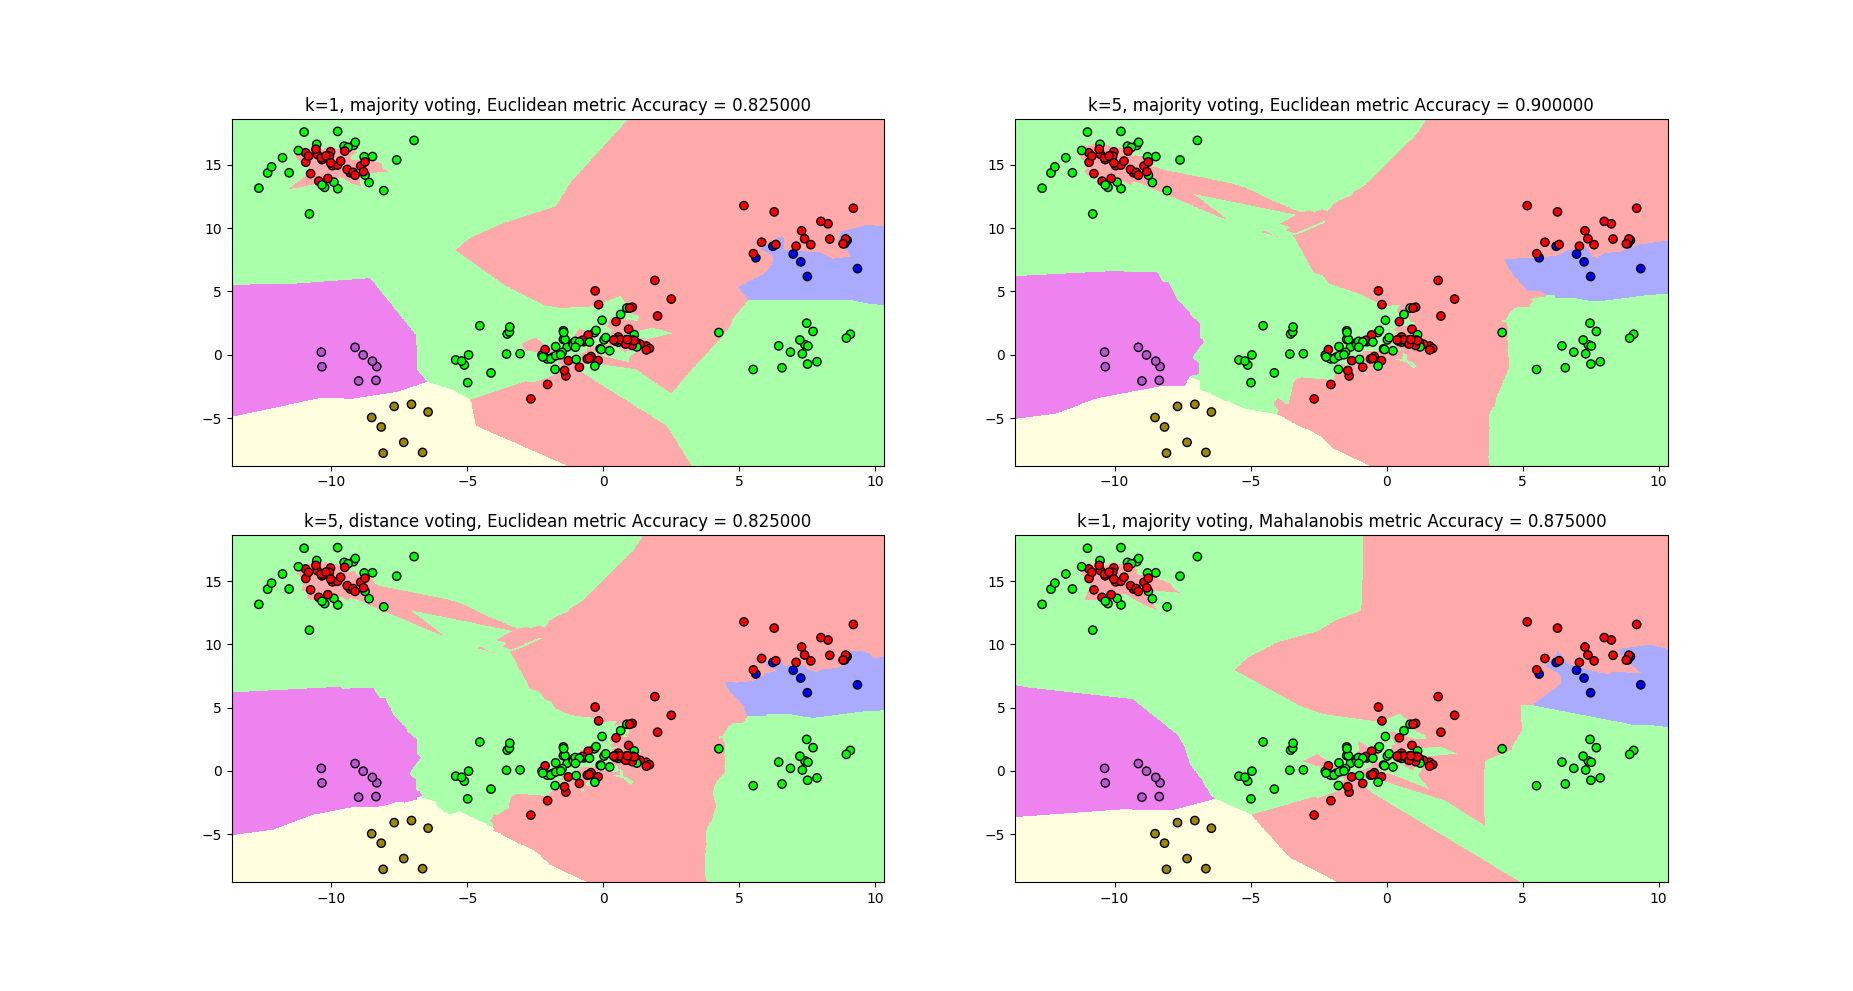 k=1, majority voting, Euclidean metric Accuracy = 0.825000
15
10
5
0
−5
−10 −5 0 5 10
k=5, majority voting, Euclidean metric Accuracy = 0.900000
15
10
5
0
−5
−10 −5 0 5 10
k=5, distance voting, Euclidean metric Accuracy = 0.825000
15
10
5
0
−5
−10 −5 0 5 10
k=1, majority voting, Mahalanobis metric Accuracy = 0.875000
15
10
5
0
−5
−10 −5 0 5 10